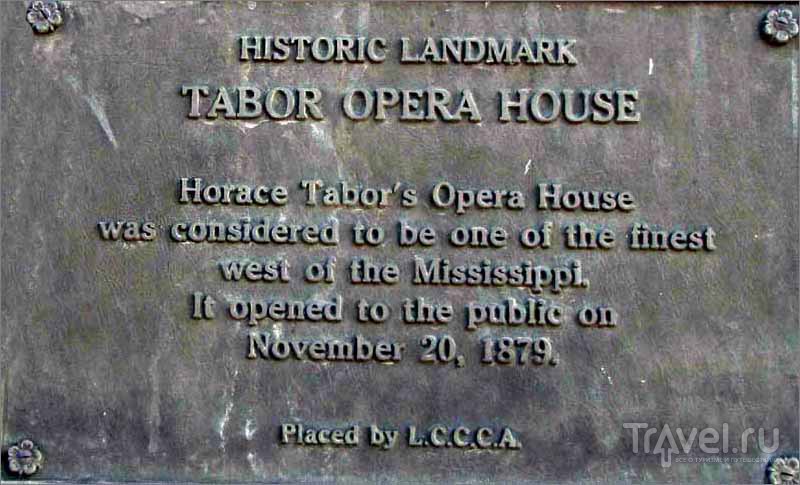 HISTORIC LANDMARK
TABOR OPERA HOUSE
Horace Tabor's Opera House
was considered to be one of the finest
west of the Mississippi.
It opened to the public on
November 20, 1879.
Placed by L.C.C.C.A.
Travel.ru